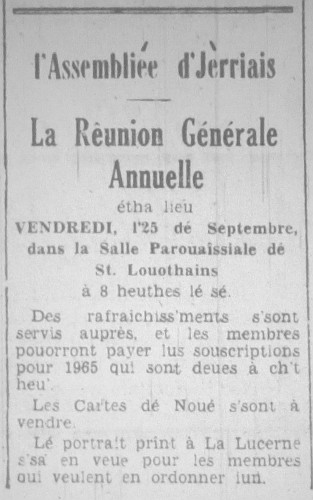 l'Assembliée d'Jèrriais
La Rêunion Générale
Annuelle
étha lieu
VENDREDI, l'25 dé Septembre,
dans la Salle Parouaîssiale dé
St. Louothains
à 8 heuthes lé sé.
Des rafraichiss'ments s'sont
servis auprès, et les membres
pouorront payer lus souscriptions
pour 1965 qui sont deues à ch't
heu'.
Les Cartes dé Noué s'sont à
vendre.
Lé portrait print à La Lucerne
s'sa en veue pour les membres
qui veulent en ordonner iun.